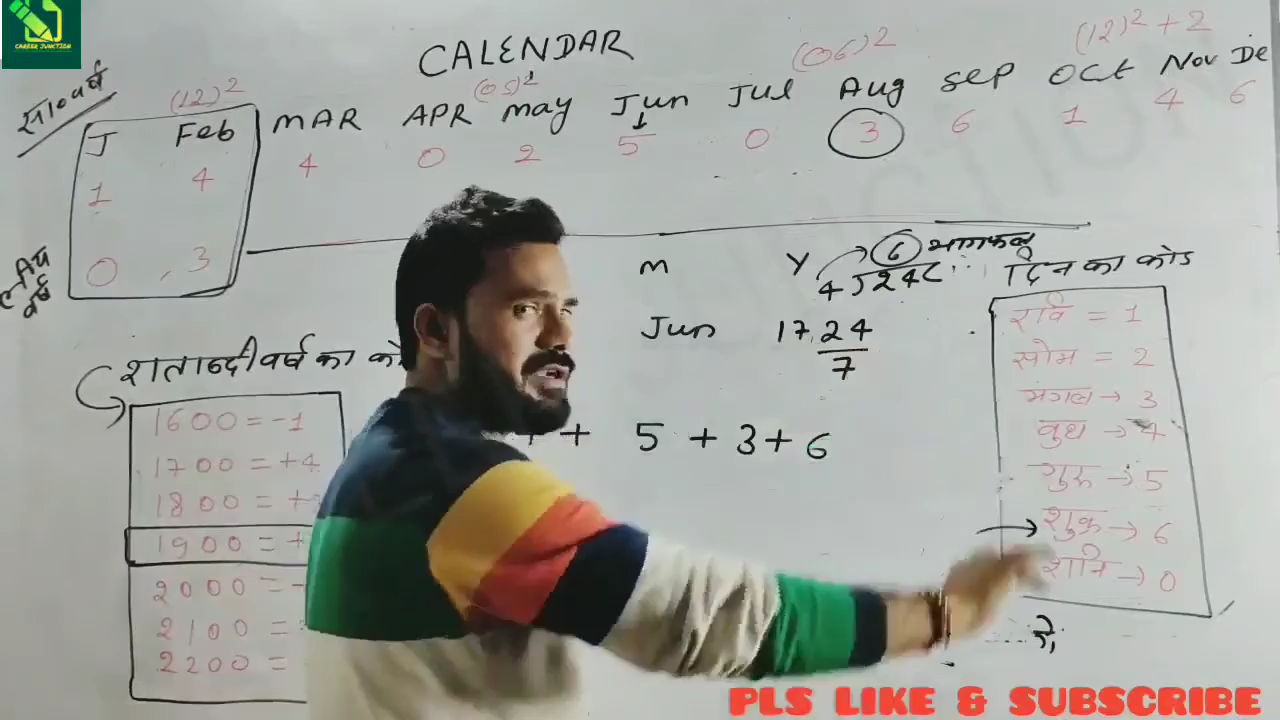 CAREER JUNCTION
CALENDAR
(12)² (05)² (06)² (12)² + 2
J Feb MAR APR may Jun Jul Aug Sep Oct Nov De
1 4 4 0 2 5 0 3 6 1 4 6
0 , 3
लीप वर्ष
M Y 6 भागफल
4 24
दिन का कोड
Jun 17 24
7
5 + 3 + 6
शताब्दी वर्ष का को
1600 = -1
1700 = +4
1800 = +
1900 = +
2000 = -
2100 =
2200 =
रवि = 1
सोम = 2
मंगल → 3
बुध → 4
गुरु → 5
शुक्र → 6
शनि → 0
PLS LIKE & SUBSCRIBE